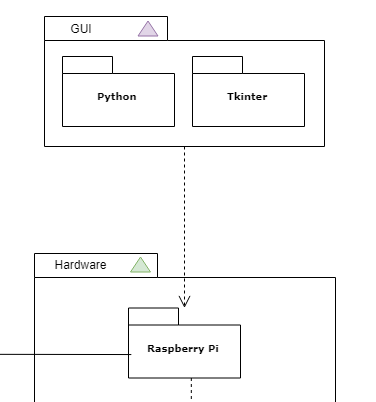 GUI
Python
Tkinter
Hardware
Raspberry Pi